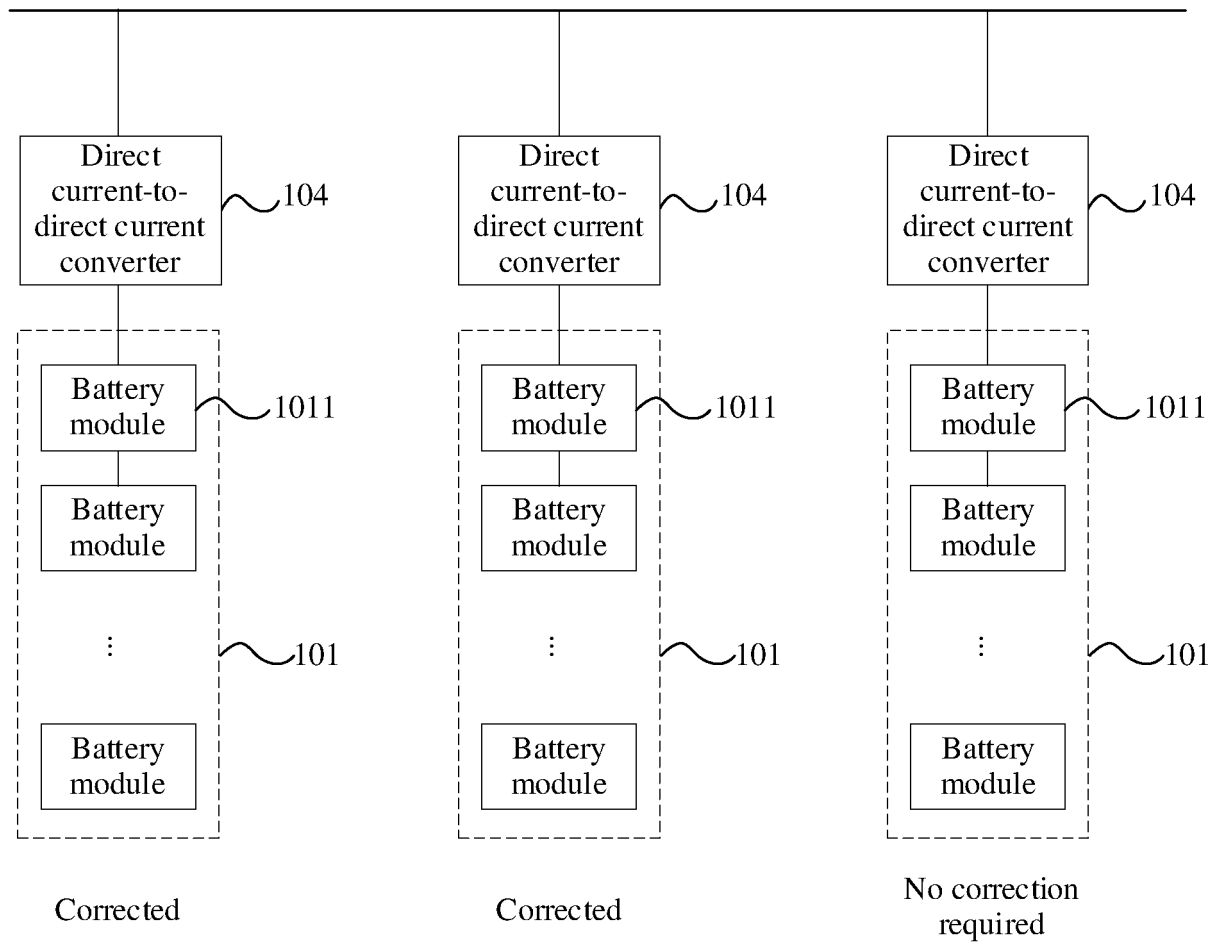 Direct
current-to-
direct current
converter
104
Direct
current-to-
direct current
converter
104
Direct
current-to-
direct current
converter
104
Battery
module
1011
Battery
module
1011
Battery
module
1011
Battery
module
Battery
module
Battery
module
⋮
101
⋮
101
⋮
101
Battery
module
Battery
module
Battery
module
Corrected
Corrected
No correction
required